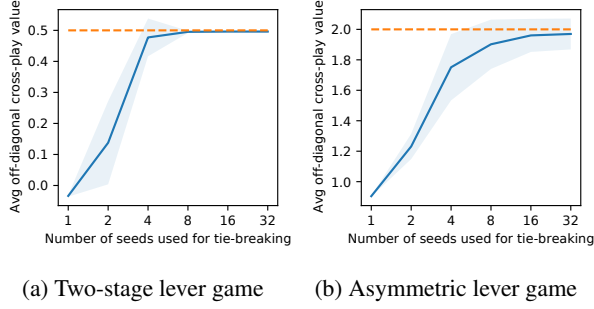 Avg off-diagonal cross-play value
0.5
0.4
0.3
0.2
0.1
0.0
1 2 4 8 16 32
Number of seeds used for tie-breaking
(a) Two-stage lever game
Avg off-diagonal cross-play value
2.0
1.8
1.6
1.4
1.2
1.0
1 2 4 8 16 32
Number of seeds used for tie-breaking
(b) Asymmetric lever game